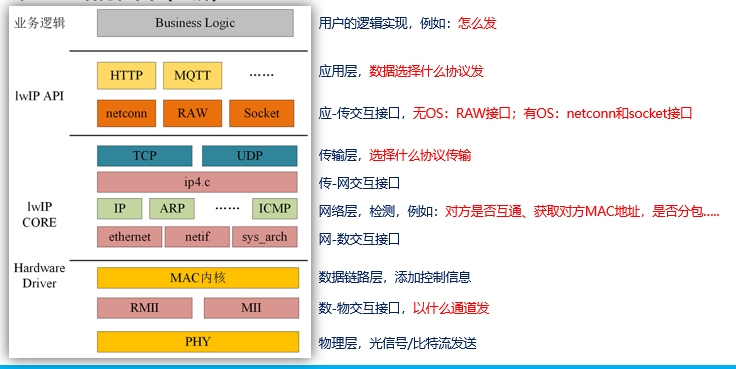 业务逻辑 Business Logic 用户的逻辑实现，例如：怎么发
HTTP MQTT …… 应用层，数据选择什么协议发
lwIP API
netconn RAW Socket 应-传交互接口，无OS：RAW接口；有OS：netconn和socket接口
TCP UDP 传输层，选择什么协议传输
ip4.c 传-网交互接口
lwIP
CORE
IP ARP …… ICMP 网络层，检测，例如：对方是否互通、获取对方MAC地址，是否分包.....
ethernet netif sys_arch 网-数交互接口
Hardware
Driver
MAC内核 数据链路层，添加控制信息
RMII MII 数-物交互接口，以什么通道发
PHY 物理层，光信号/比特流发送